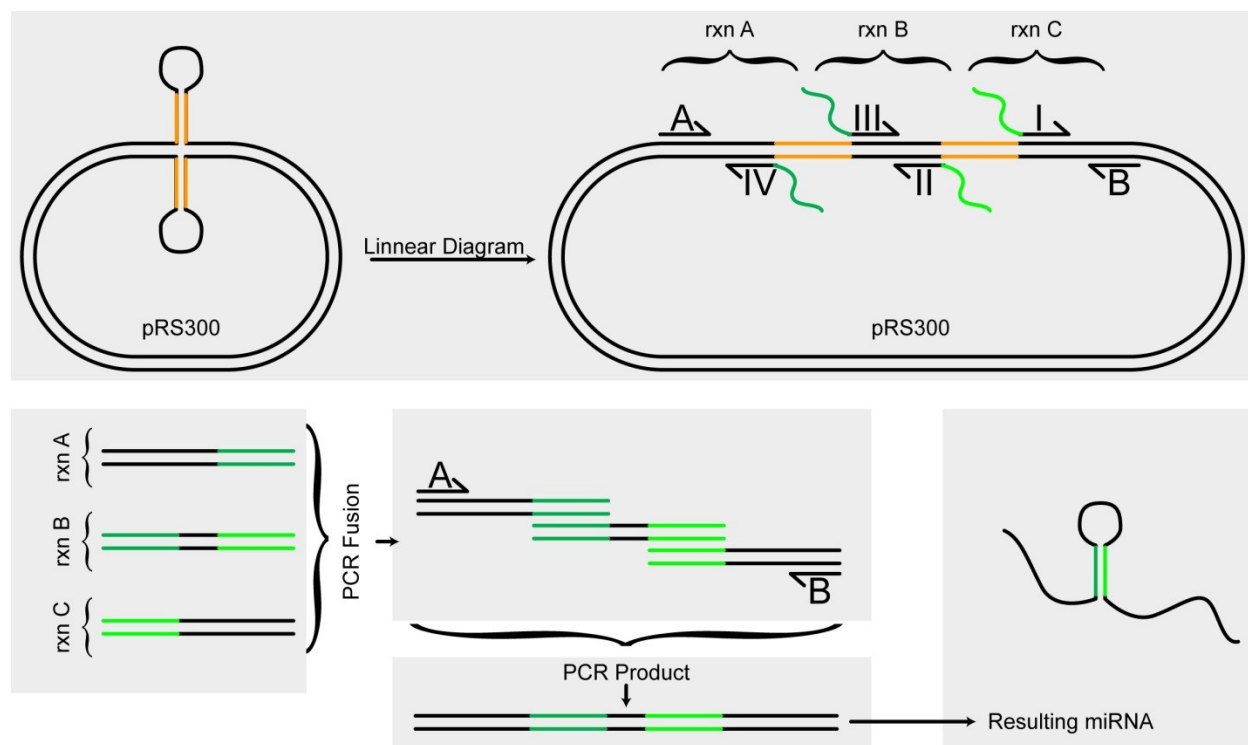 rxn A
rxn B
rxn C
A
III
I
IV
II
B
Linnear Diagram
pRS300
pRS300
rxn A
rxn B
rxn C
PCR Fusion
A
B
PCR Product
Resulting miRNA